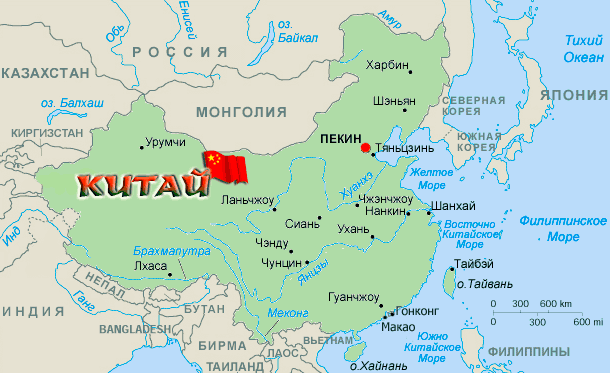 Амур
Енисей
Обь
оз.
Байкал
РОССИЯ
Тихий
Океан
КАЗАХСТАН
Харбин
оз. Балхаш
МОНГОЛИЯ
Шэньян
СЕВЕРНАЯ
КОРЕЯ
ЯПОНИЯ
КИРГИЗСТАН
Урумчи
ПЕКИН
Тяньцзинь
ЮЖНАЯ
КОРЕЯ
КИТАЙ
Хуанхэ
Желтое
Море
Ланьчжоу
Чжэнчжоу
Нанкин
Шанхай
Сиань
Ухань
Восточно
Китайское
Море
Филиппинское
Море
Инд
Брахмапутра
Чэнду
Чунцин
Янцзы
Лхаса
Тайбэй
о.Тайвань
НЕПАЛ
Ганг
БУТАН
Меконг
Гуанчжоу
Гонконг
Макао
0 300 600 km
0 300 600 mi
ИНДИЯ
BANGLADESH
БИРМА
ВЬЕТНАМ
ЛАОС
Южно
Китайское
Море
ФИЛИППИНЫ
ТАИЛАНД
о.Хайнань